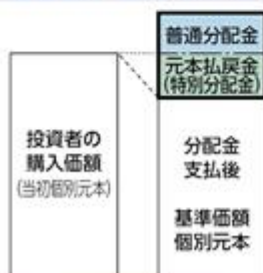 普通分配金
元本払戻金
(特別分配金)
投資者の
購入価額
(当初個別元本)
分配金
支払後
基準価額
個別元本